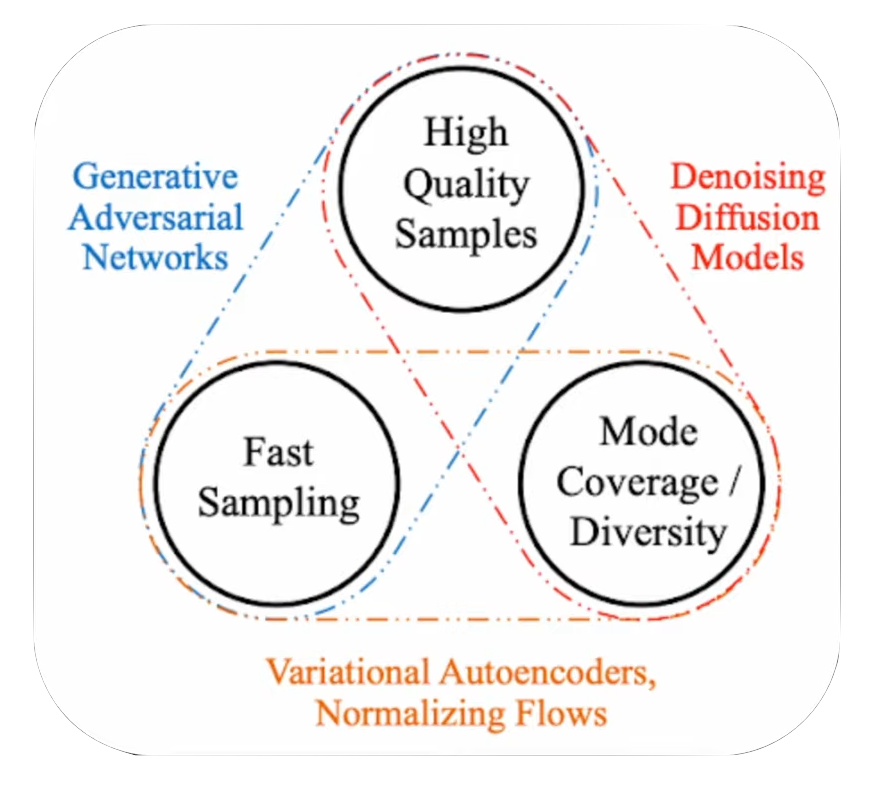 High
Quality
Samples
Generative
Adversarial
Networks
Denoising
Diffusion
Models
Fast
Sampling
Mode
Coverage /
Diversity
Variational Autoencoders,
Normalizing Flows